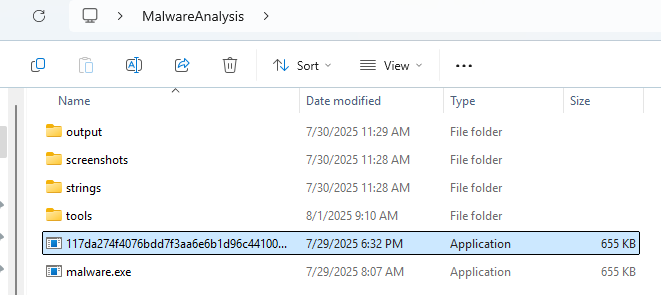 MalwareAnalysis
Sort View
Name Date modified Type Size
output 7/30/2025 11:29 AM File folder
screenshots 7/30/2025 11:28 AM File folder
strings 7/30/2025 11:28 AM File folder
tools 8/1/2025 9:10 AM File folder
117da274f4076bdd7f3aa6e6b1d96c44100... 7/29/2025 6:32 PM Application 655 KB
malware.exe 7/29/2025 8:07 AM Application 655 KB